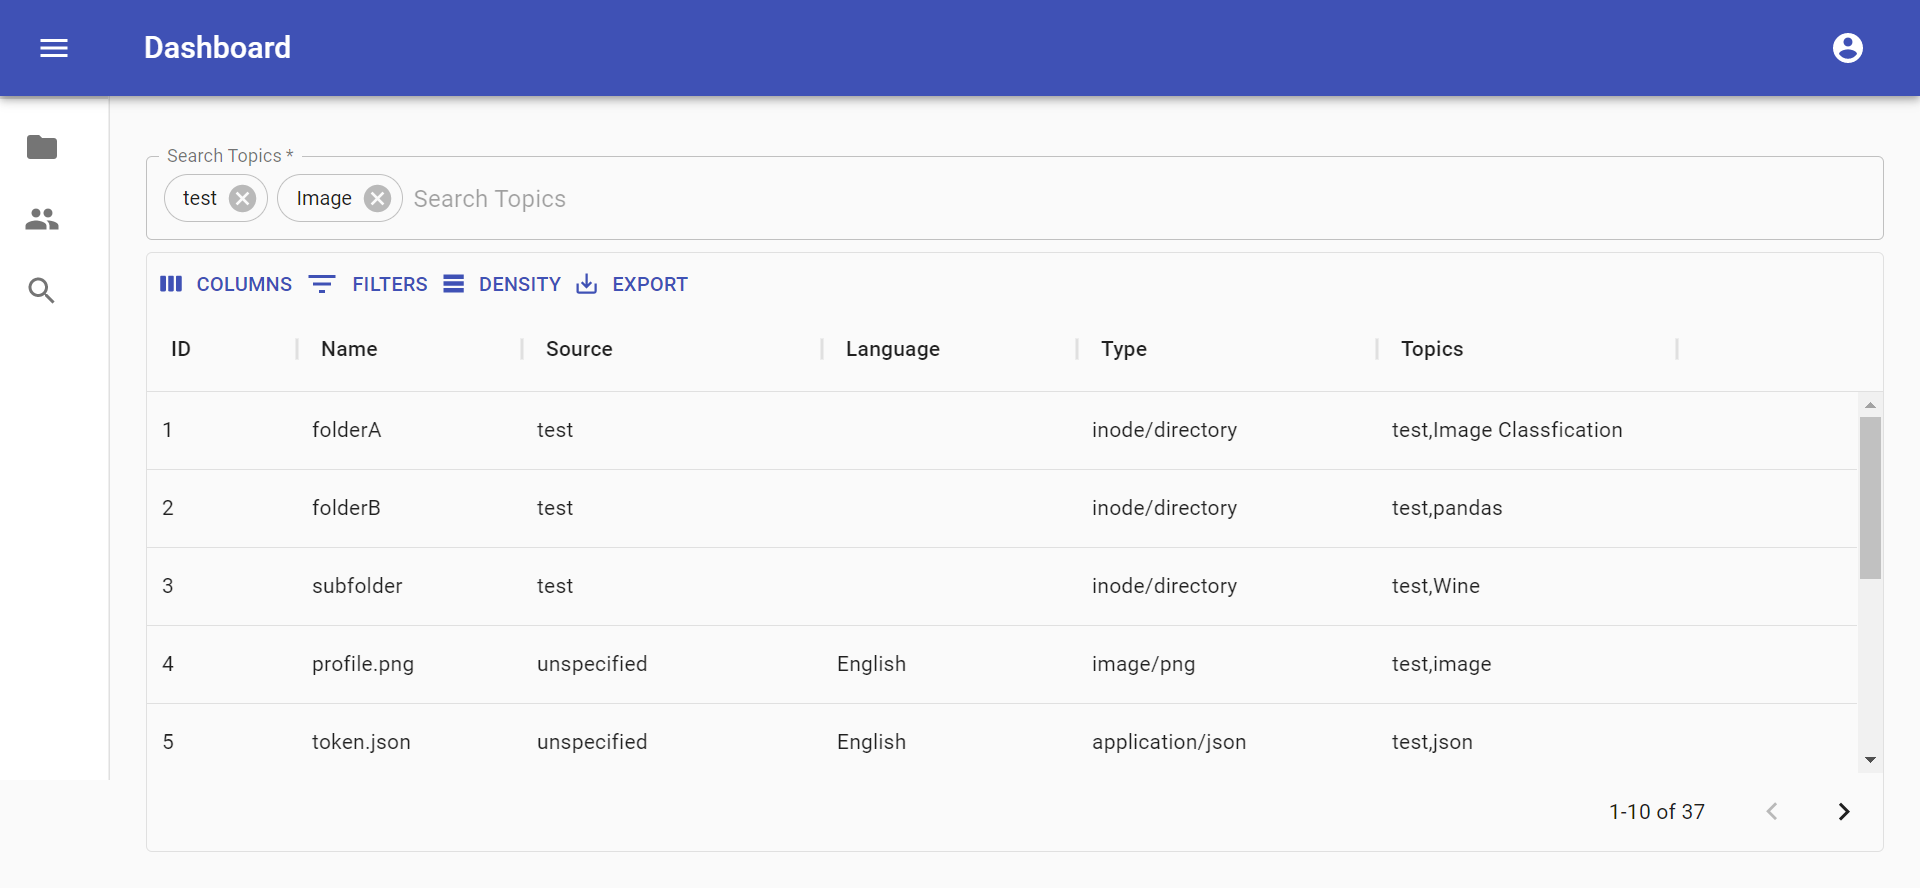 Dashboard
Search Topics *
test Image Search Topics
COLUMNS FILTERS DENSITY EXPORT
ID Name Source Language Type Topics
1 folderA test inode/directory test,Image Classfication
2 folderB test inode/directory test,pandas
3 subfolder test inode/directory test,Wine
4 profile.png unspecified English image/png test,image
5 token.json unspecified English application/json test,json
1-10 of 37